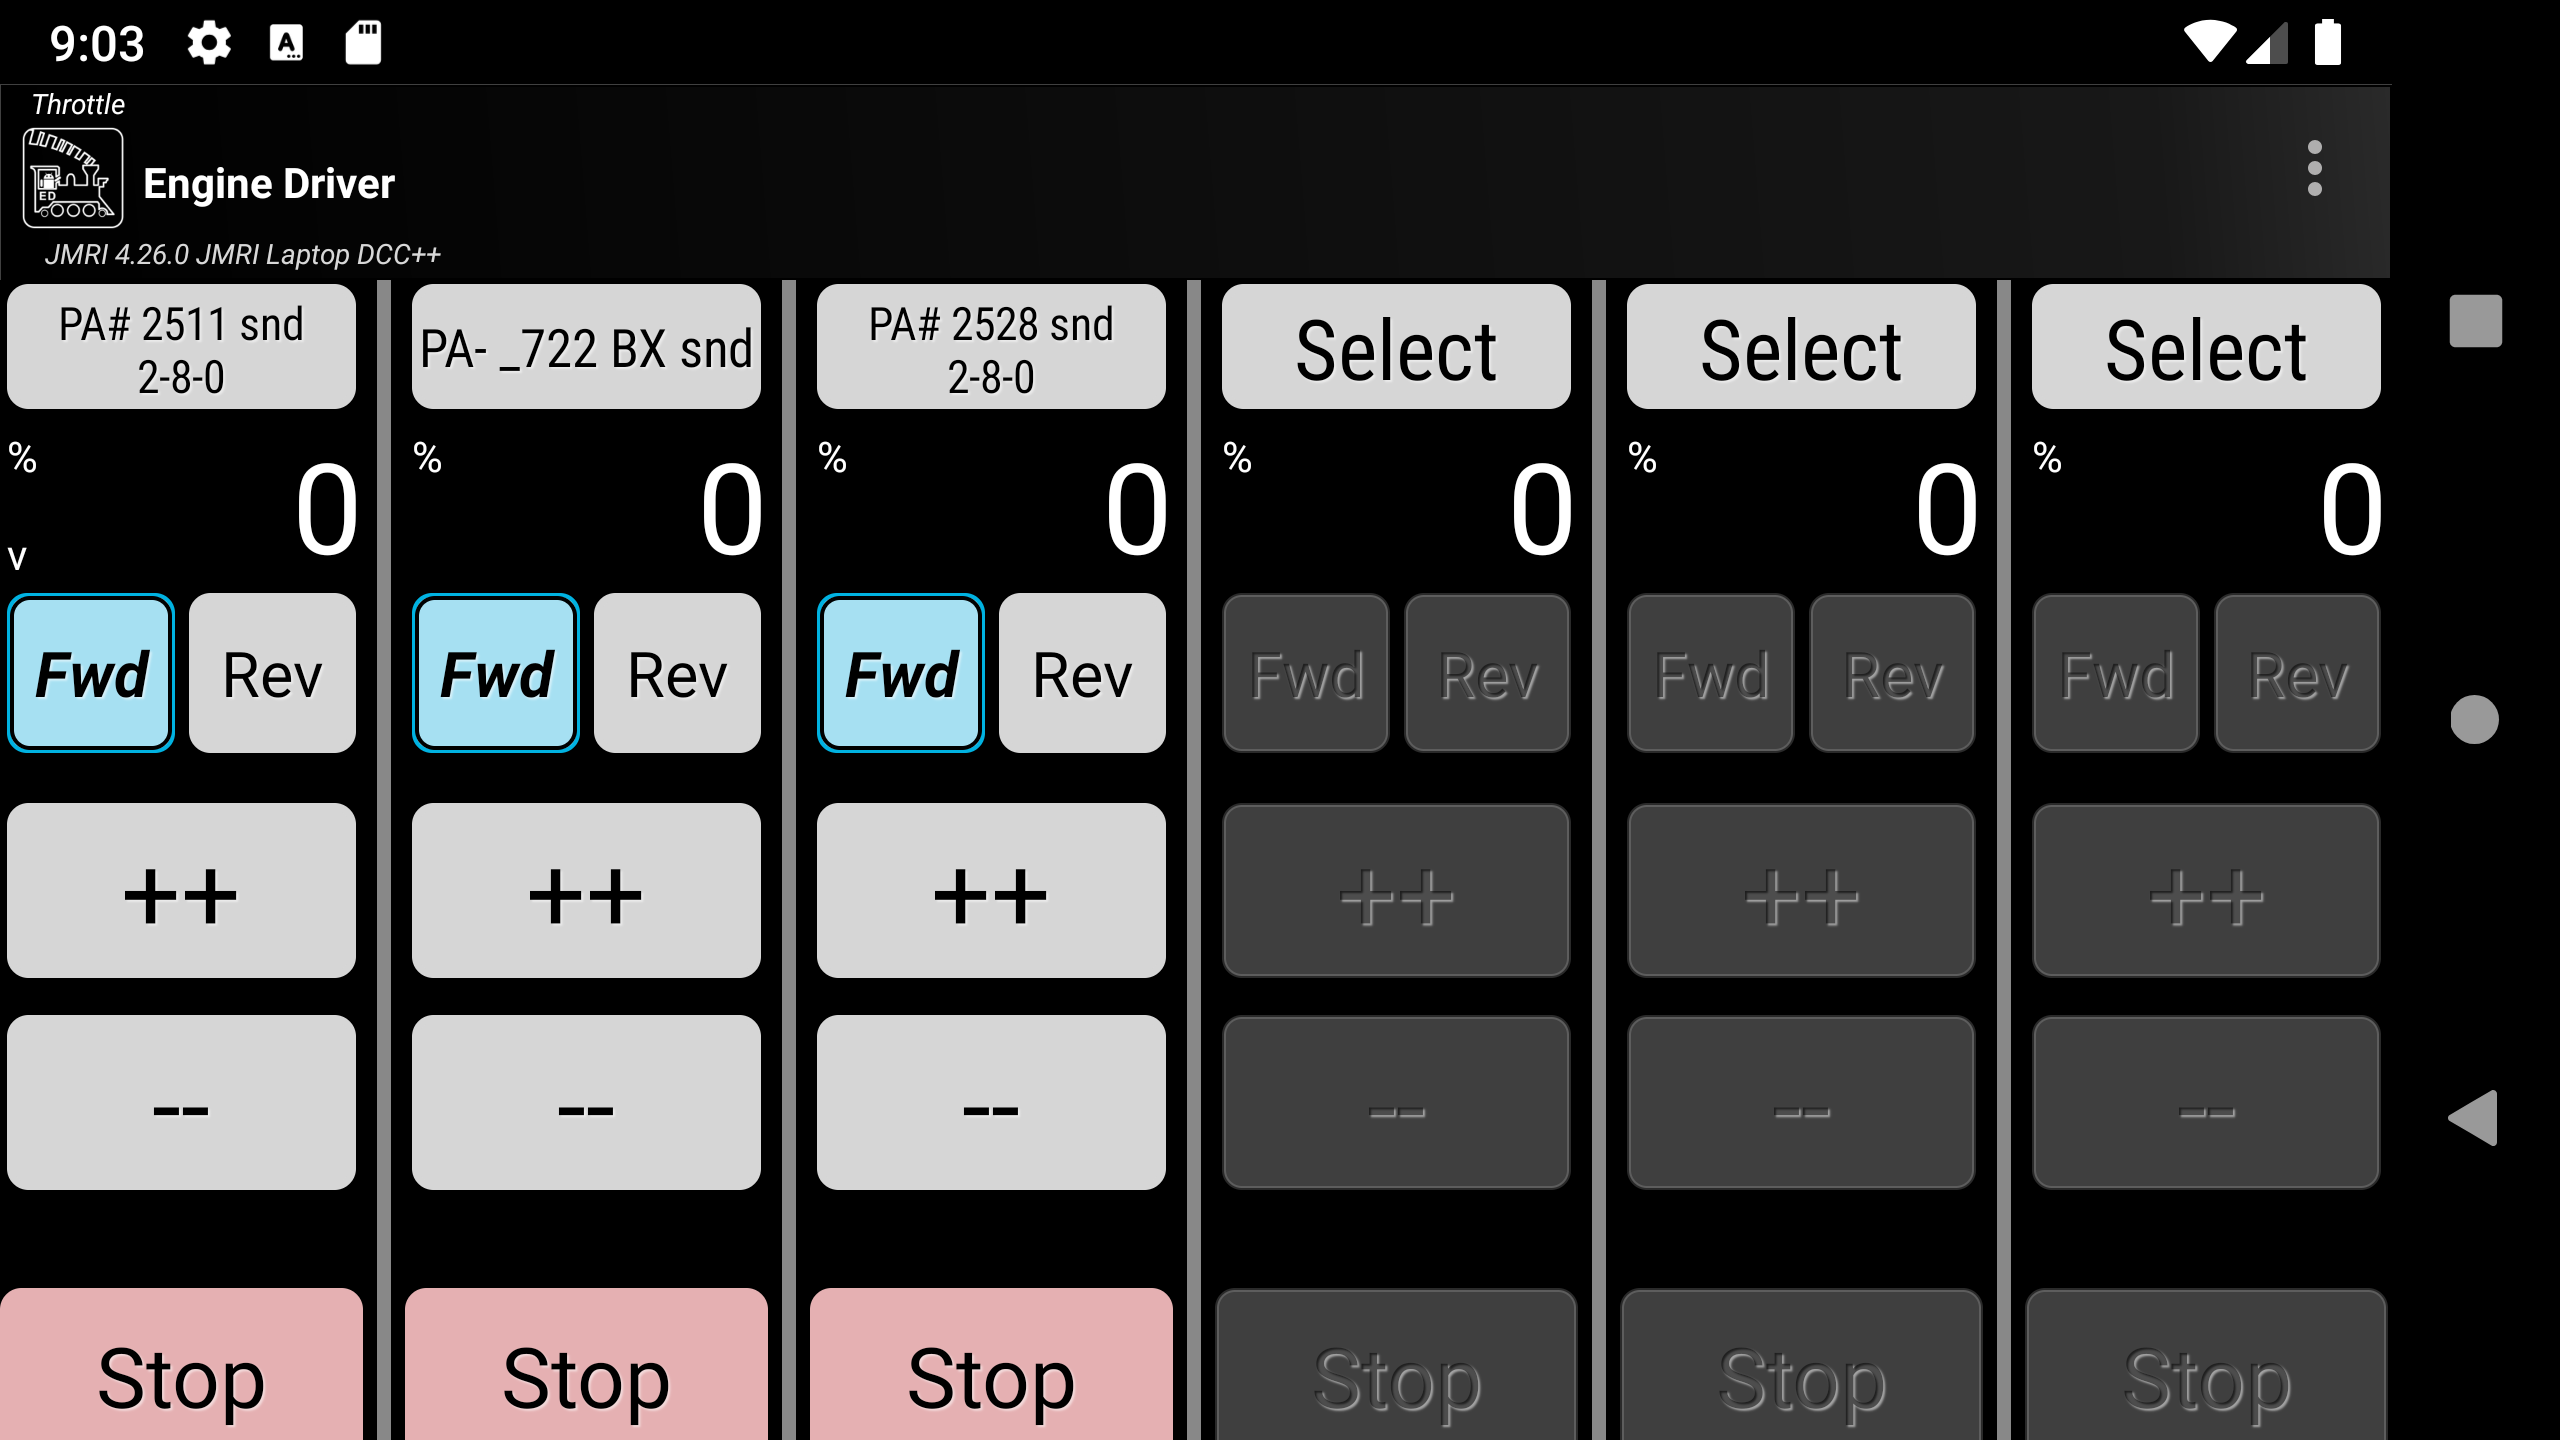 9:03
Throttle
Engine Driver
JMRI 4.26.0 JMRI Laptop DCC++
PA# 2511 snd
2-8-0
PA- _722 BX snd
PA# 2528 snd
2-8-0
Select
Select
Select
% 0 % 0 % 0 % 0 % 0 % 0
v
Fwd Rev Fwd Rev Fwd Rev Fwd Rev Fwd Rev Fwd Rev
++ ++ ++ ++ ++ ++
-- -- -- -- -- --
Stop Stop Stop Stop Stop Stop